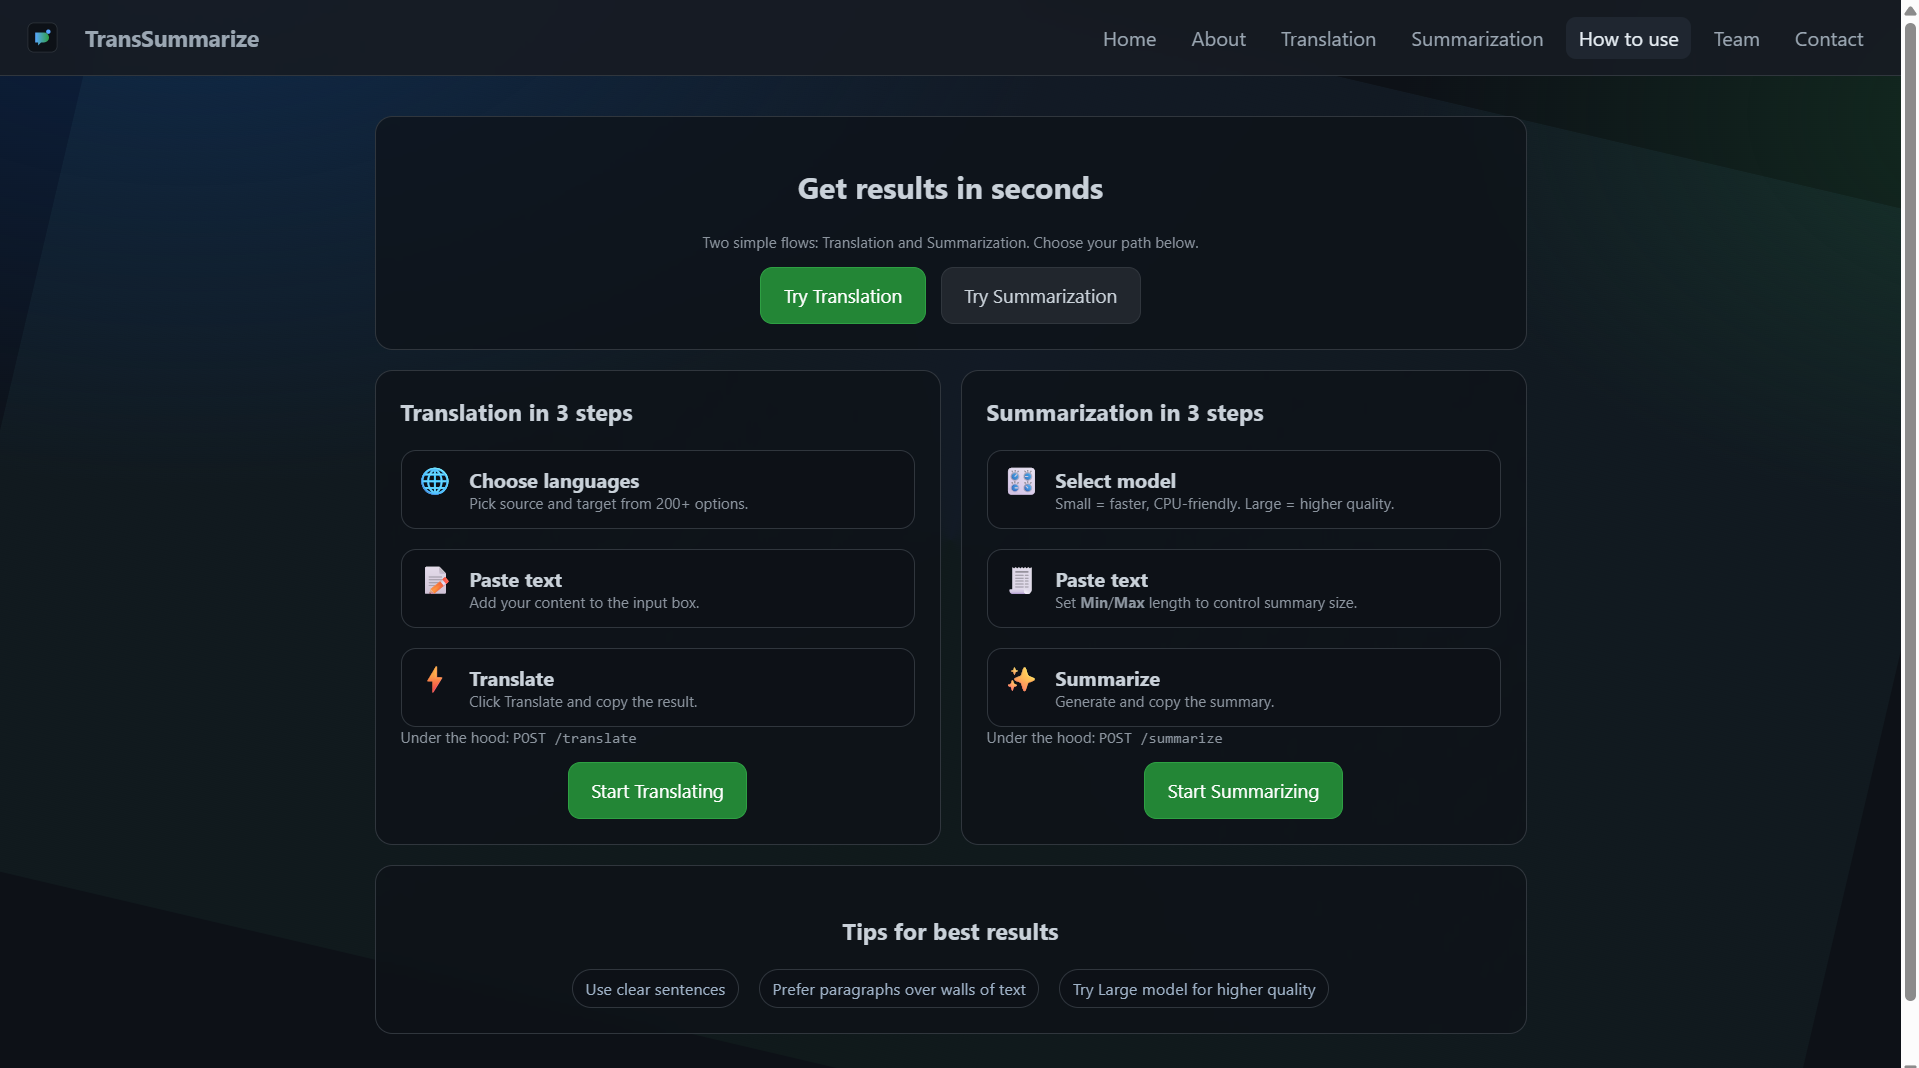 TransSummarize
Home
About
Translation
Summarization
How to use
Team
Contact
Get results in seconds
Two simple flows: Translation and Summarization. Choose your path below.
Try Translation
Try Summarization
Translation in 3 steps
Choose languages
Pick source and target from 200+ options.
Paste text
Add your content to the input box.
Translate
Click Translate and copy the result.
Under the hood: POST /translate
Start Translating
Summarization in 3 steps
Select model
Small = faster, CPU-friendly. Large = higher quality.
Paste text
Set Min/Max length to control summary size.
Summarize
Generate and copy the summary.
Under the hood: POST /summarize
Start Summarizing
Tips for best results
Use clear sentences
Prefer paragraphs over walls of text
Try Large model for higher quality